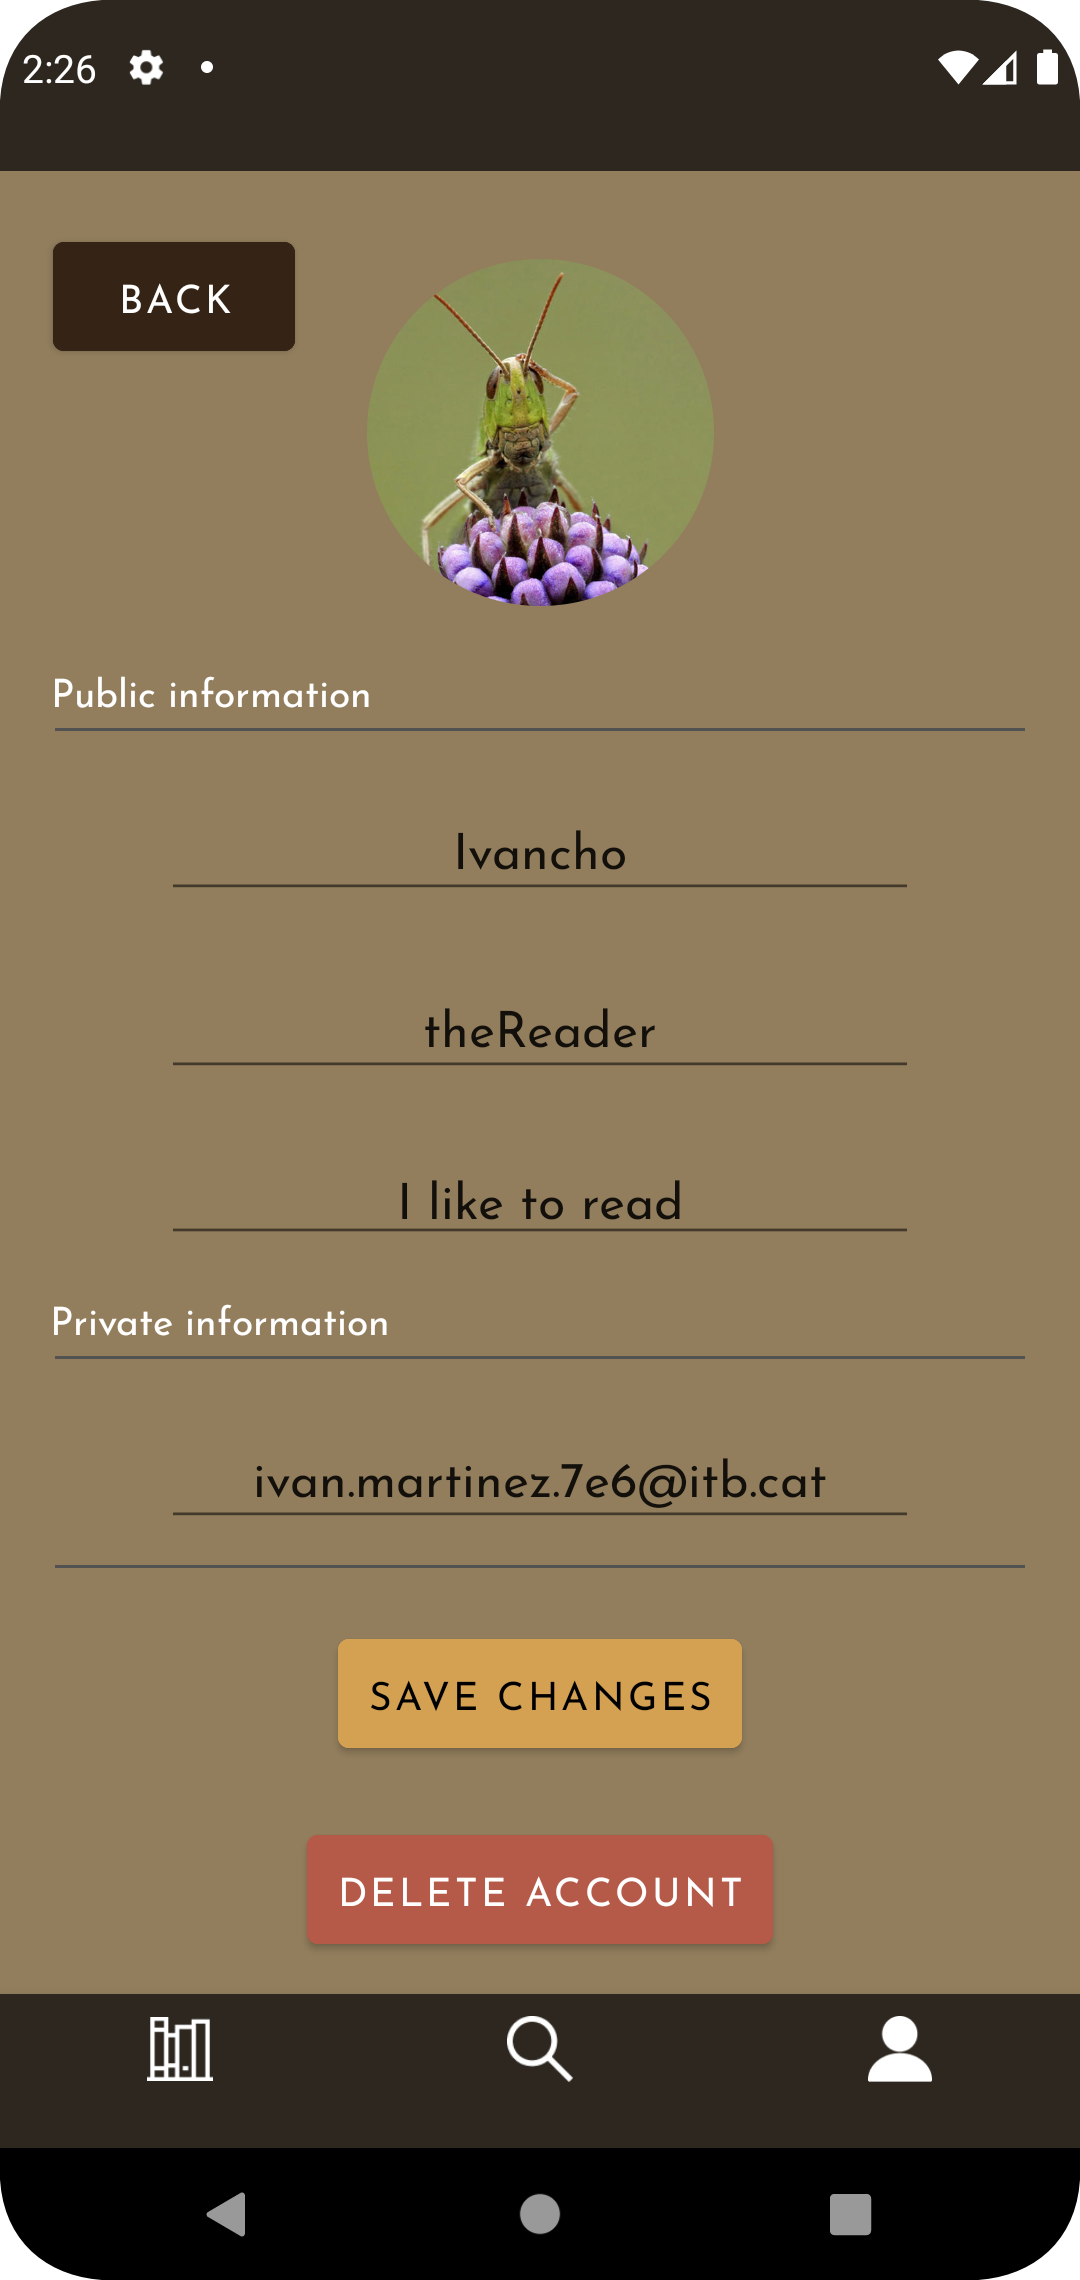 2:26
BACK
Public information
Ivancho
theReader
I like to read
Private information
ivan.martinez.7e6@itb.cat
SAVE CHANGES
DELETE ACCOUNT